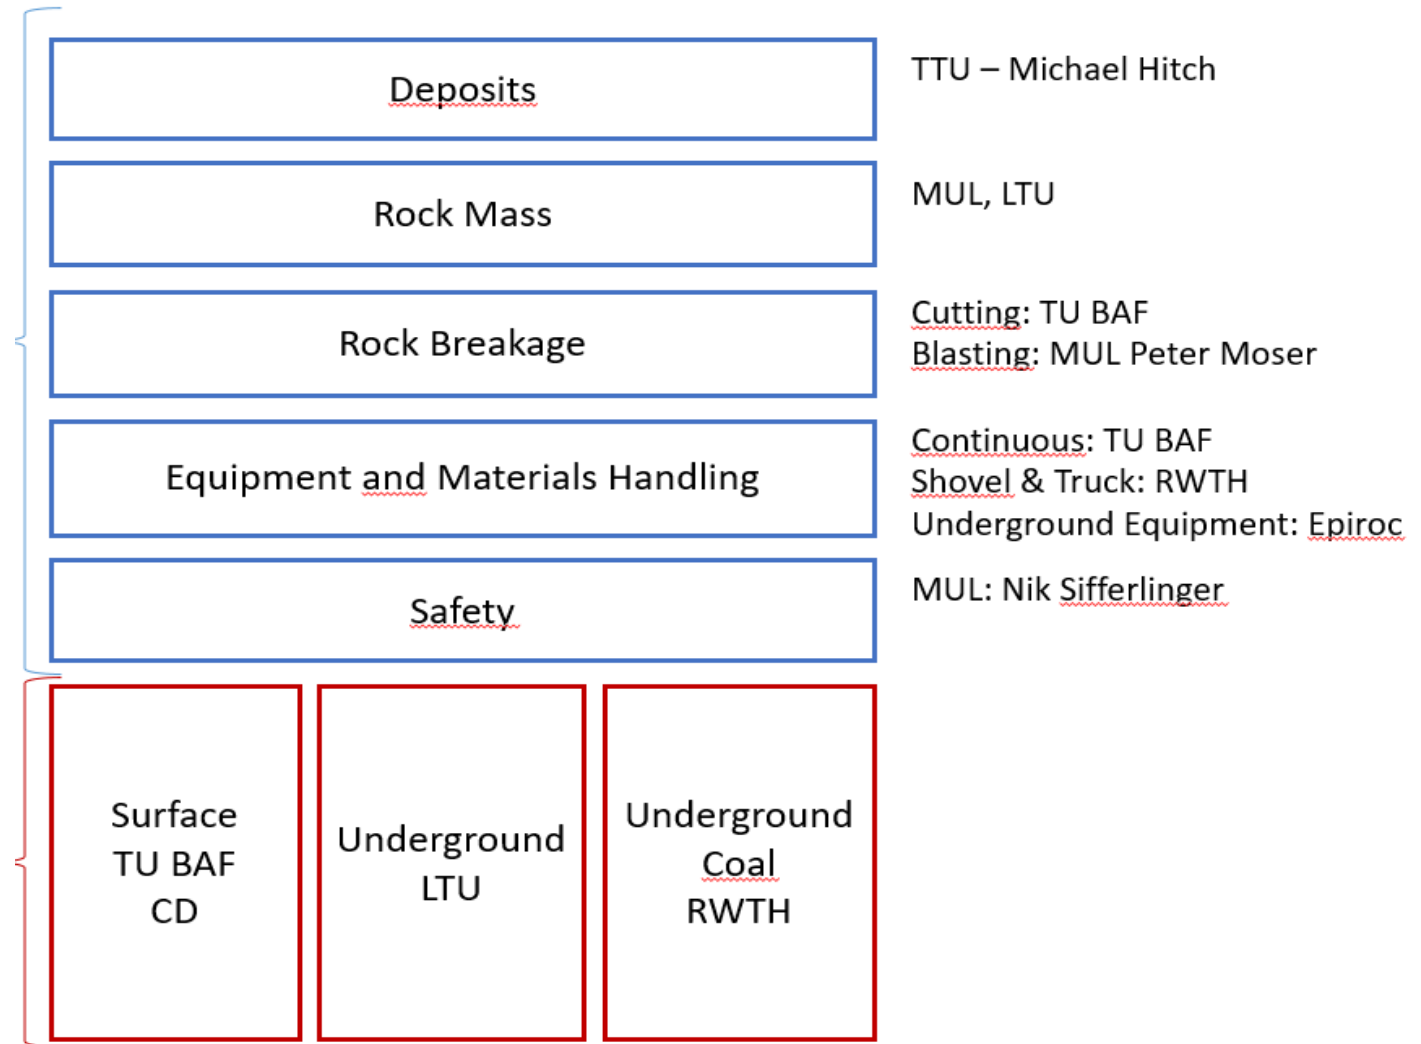 Deposits
TTU – Michael Hitch
Rock Mass
MUL, LTU
Rock Breakage
Cutting: TU BAF
Blasting: MUL Peter Moser
Equipment and Materials Handling
Continuous: TU BAF
Shovel & Truck: RWTH
Underground Equipment: Epiroc
Safety
MUL: Nik Sifferlinger
Surface
TU BAF
CD
Underground
LTU
Underground
Coal
RWTH